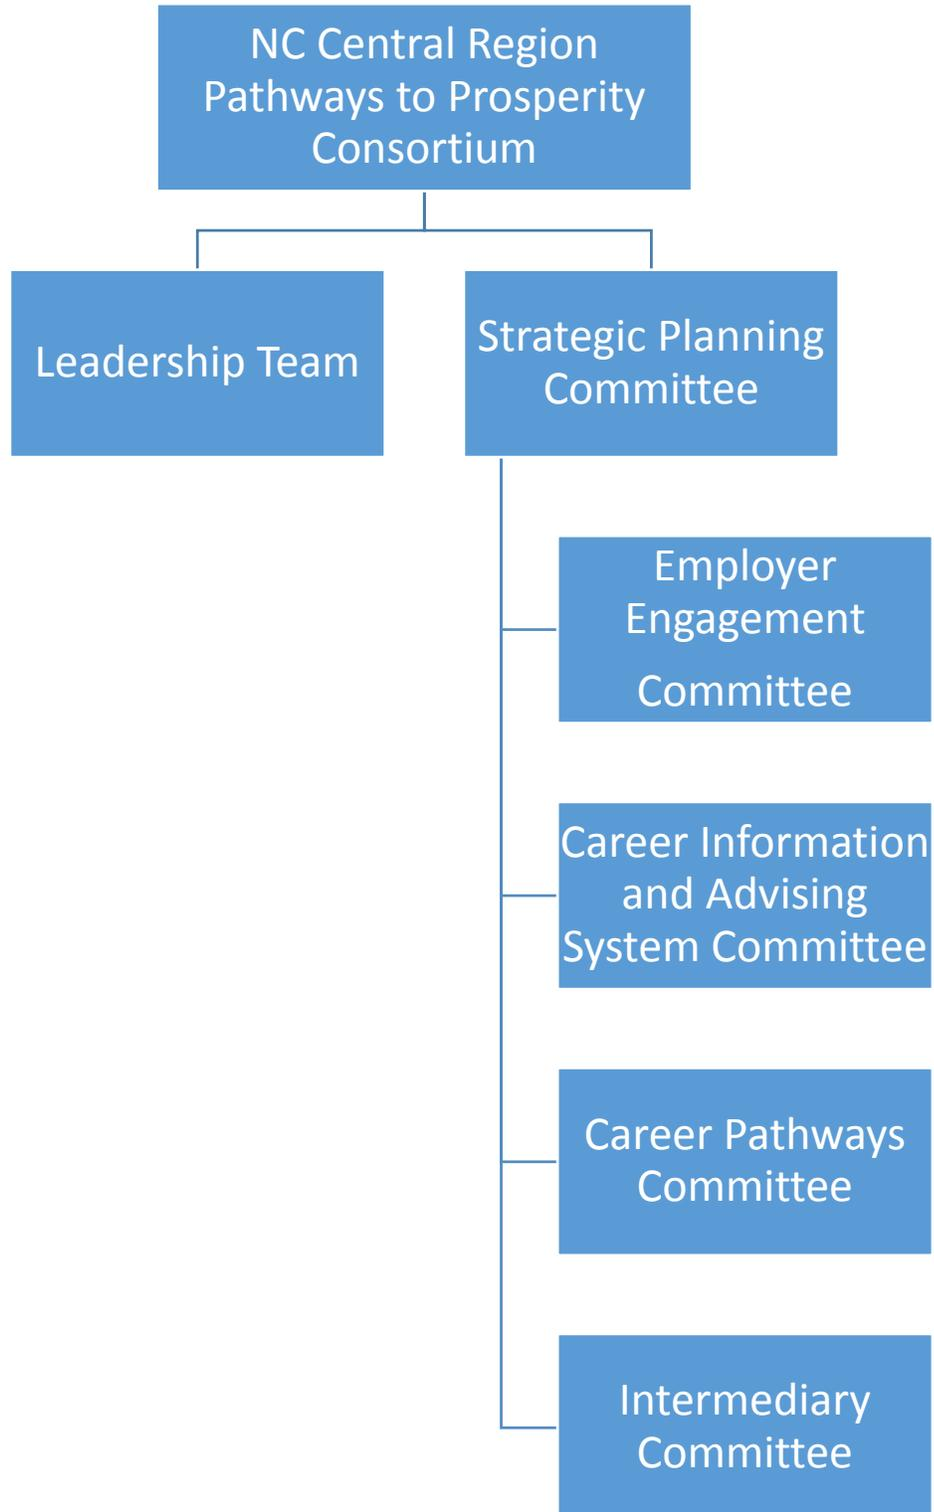 NC Central Region
Pathways to Prosperity
Consortium
Leadership Team
Strategic Planning
Committee
Employer
Engagement
Committee
Career Information
and Advising
System Committee
Career Pathways
Committee
Intermediary
Committee